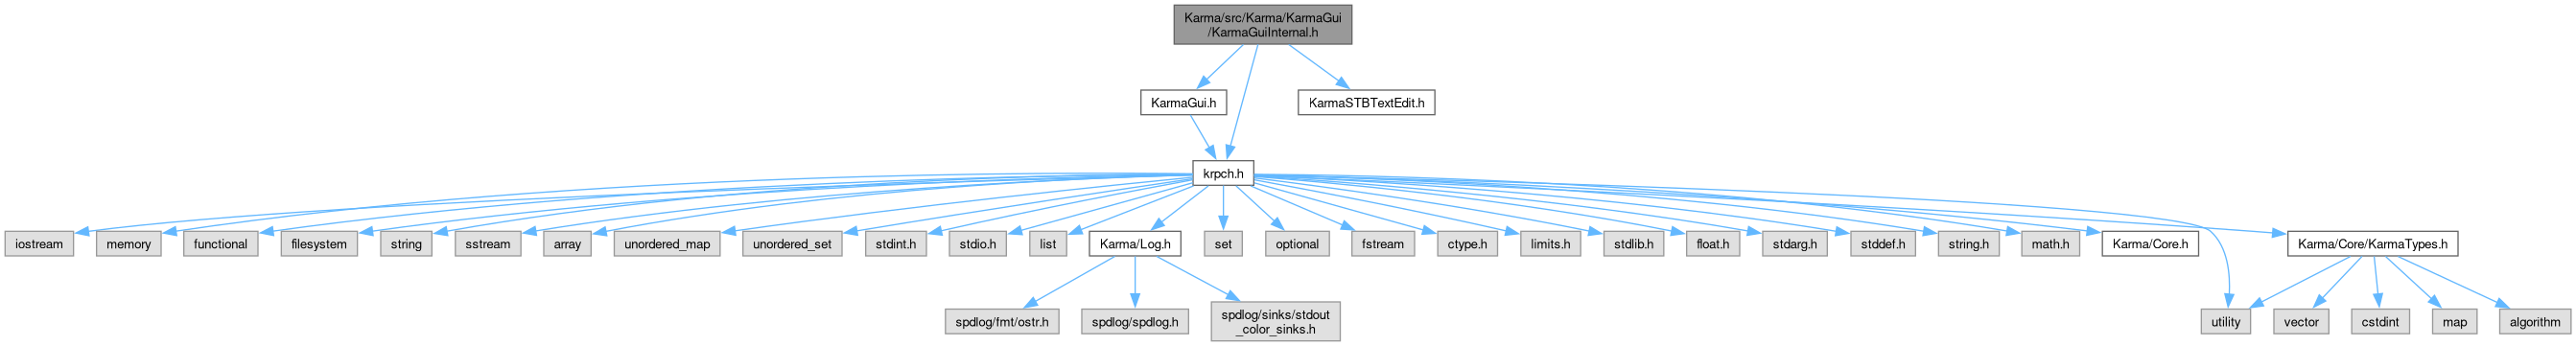 Karma/src/Karma/KarmaGui
/KarmaGuiInternal.h
KarmaGui.h
KarmaSTBTextEdit.h
krpch.h
iostream
memory
functional
filesystem
string
sstream
array
unordered_map
unordered_set
stdint.h
stdio.h
list
Karma/Log.h
set
optional
fstream
ctype.h
limits.h
stdlib.h
float.h
stdarg.h
stddef.h
string.h
math.h
Karma/Core.h
Karma/Core/KarmaTypes.h
spdlog/fmt/ostr.h
spdlog/spdlog.h
spdlog/sinks/stdout
_color_sinks.h
utility
vector
cstdint
map
algorithm